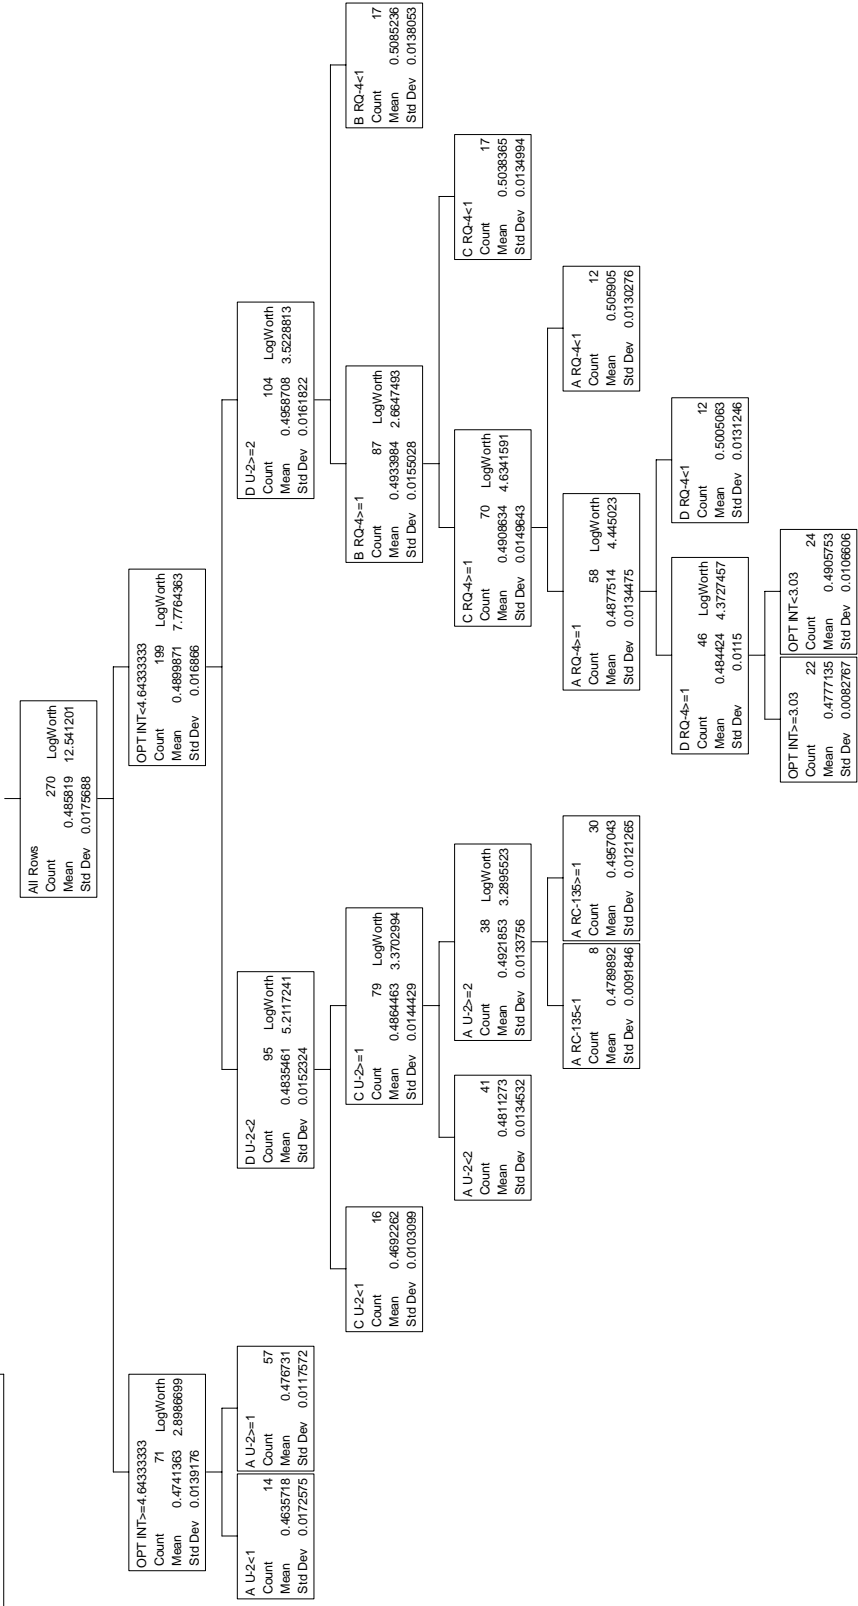 All Rows
Count 270 LogWorth
Mean 0.485819 12.541201
Std Dev 0.0175688
OPT INT>=4.64333333
Count 71 LogWorth
Mean 0.4741363 2.8986699
Std Dev 0.0139176
A U-2<1
Count 14
Mean 0.4635718
Std Dev 0.0172575
A U-2>=1
Count 57
Mean 0.476731
Std Dev 0.0117572
OPT INT<4.64333333
Count 199 LogWorth
Mean 0.4899871 7.7764363
Std Dev 0.016866
D U-2<2
Count 95 LogWorth
Mean 0.4835461 5.2117241
Std Dev 0.0152324
C U-2<1
Count 16
Mean 0.4692262
Std Dev 0.0103099
C U-2>=1
Count 79 LogWorth
Mean 0.4864463 3.3702994
Std Dev 0.0144429
A U-2<2
Count 41
Mean 0.4811273
Std Dev 0.0134532
A U-2>=2
Count 38 LogWorth
Mean 0.4921853 3.2895523
Std Dev 0.0133756
A RC-135<1
Count 8
Mean 0.4789892
Std Dev 0.0091846
A RC-135>=1
Count 30
Mean 0.4957043
Std Dev 0.0121265
D U-2>=2
Count 104 LogWorth
Mean 0.4958708 3.5228813
Std Dev 0.0161822
B RQ-4>=1
Count 87 LogWorth
Mean 0.4933984 2.6647493
Std Dev 0.0155028
C RQ-4>=1
Count 70 LogWorth
Mean 0.4908634 4.6341591
Std Dev 0.0149643
A RQ-4>=1
Count 58 LogWorth
Mean 0.4877514 4.445023
Std Dev 0.0134475
D RQ-4>=1
Count 46 LogWorth
Mean 0.484424 4.3727457
Std Dev 0.0115
OPT INT>=3.03
Count 22
Mean 0.4777135
Std Dev 0.0082767
OPT INT<3.03
Count 24
Mean 0.4905753
Std Dev 0.0106606
D RQ-4<1
Count 12
Mean 0.5005063
Std Dev 0.0131246
A RQ-4<1
Count 12
Mean 0.505905
Std Dev 0.0130276
C RQ-4<1
Count 17
Mean 0.5038365
Std Dev 0.0134994
B RQ-4<1
Count 17
Mean 0.5085236
Std Dev 0.0138053